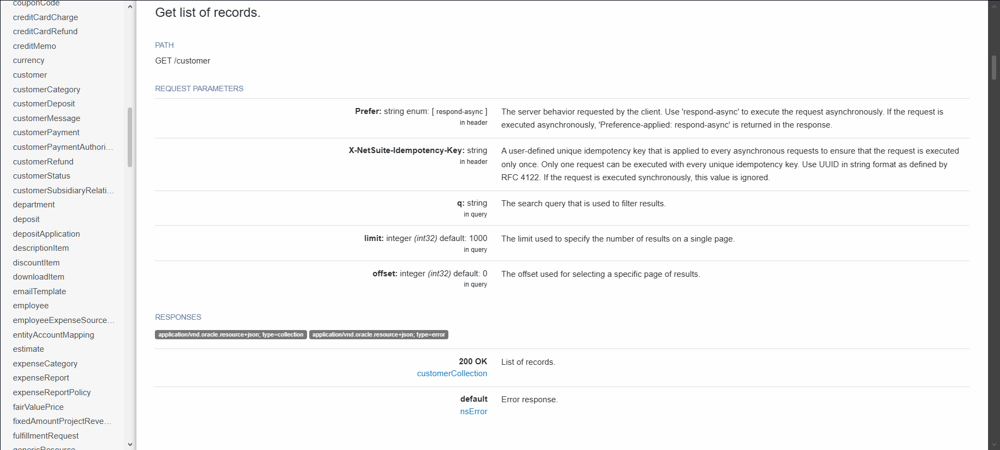 couponCode
creditCardCharge
creditCardRefund
creditMemo
currency
customer
customerCategory
customerDeposit
customerMessage
customerPayment
customerPaymentAuthori...
customerRefund
customerStatus
customerSubsidiaryRelati...
department
deposit
depositApplication
descriptionItem
discountItem
downloadItem
emailTemplate
employee
employeeExpenseSource...
entityAccountMapping
estimate
expenseCategory
expenseReport
expenseReportPolicy
fairValuePrice
fixedAmountProjectReve...
fulfillmentRequest
genericResource
Get list of records.
PATH
GET /customer
REQUEST PARAMETERS
Prefer: string enum: [ respond-async ]
in header
The server behavior requested by the client. Use 'respond-async' to execute the request asynchronously. If the request is
executed asynchronously, 'Preference-applied: respond-async' is returned in the response.
X-NetSuite-Idempotency-Key: string
in header
A user-defined unique idempotency key that is applied to every asynchronous requests to ensure that the request is executed
only once. Only one request can be executed with every unique idempotency key. Use UUID in string format as defined by
RFC 4122. If the request is executed synchronously, this value is ignored.
q: string
in query
The search query that is used to filter results.
limit: integer (int32) default: 1000
in query
The limit used to specify the number of results on a single page.
offset: integer (int32) default: 0
in query
The offset used for selecting a specific page of results.
RESPONSES
application/vnd.oracle.resource+json; type=collection application/vnd.oracle.resource+json; type=error
200 OK
customerCollection
List of records.
default
nsError
Error response.